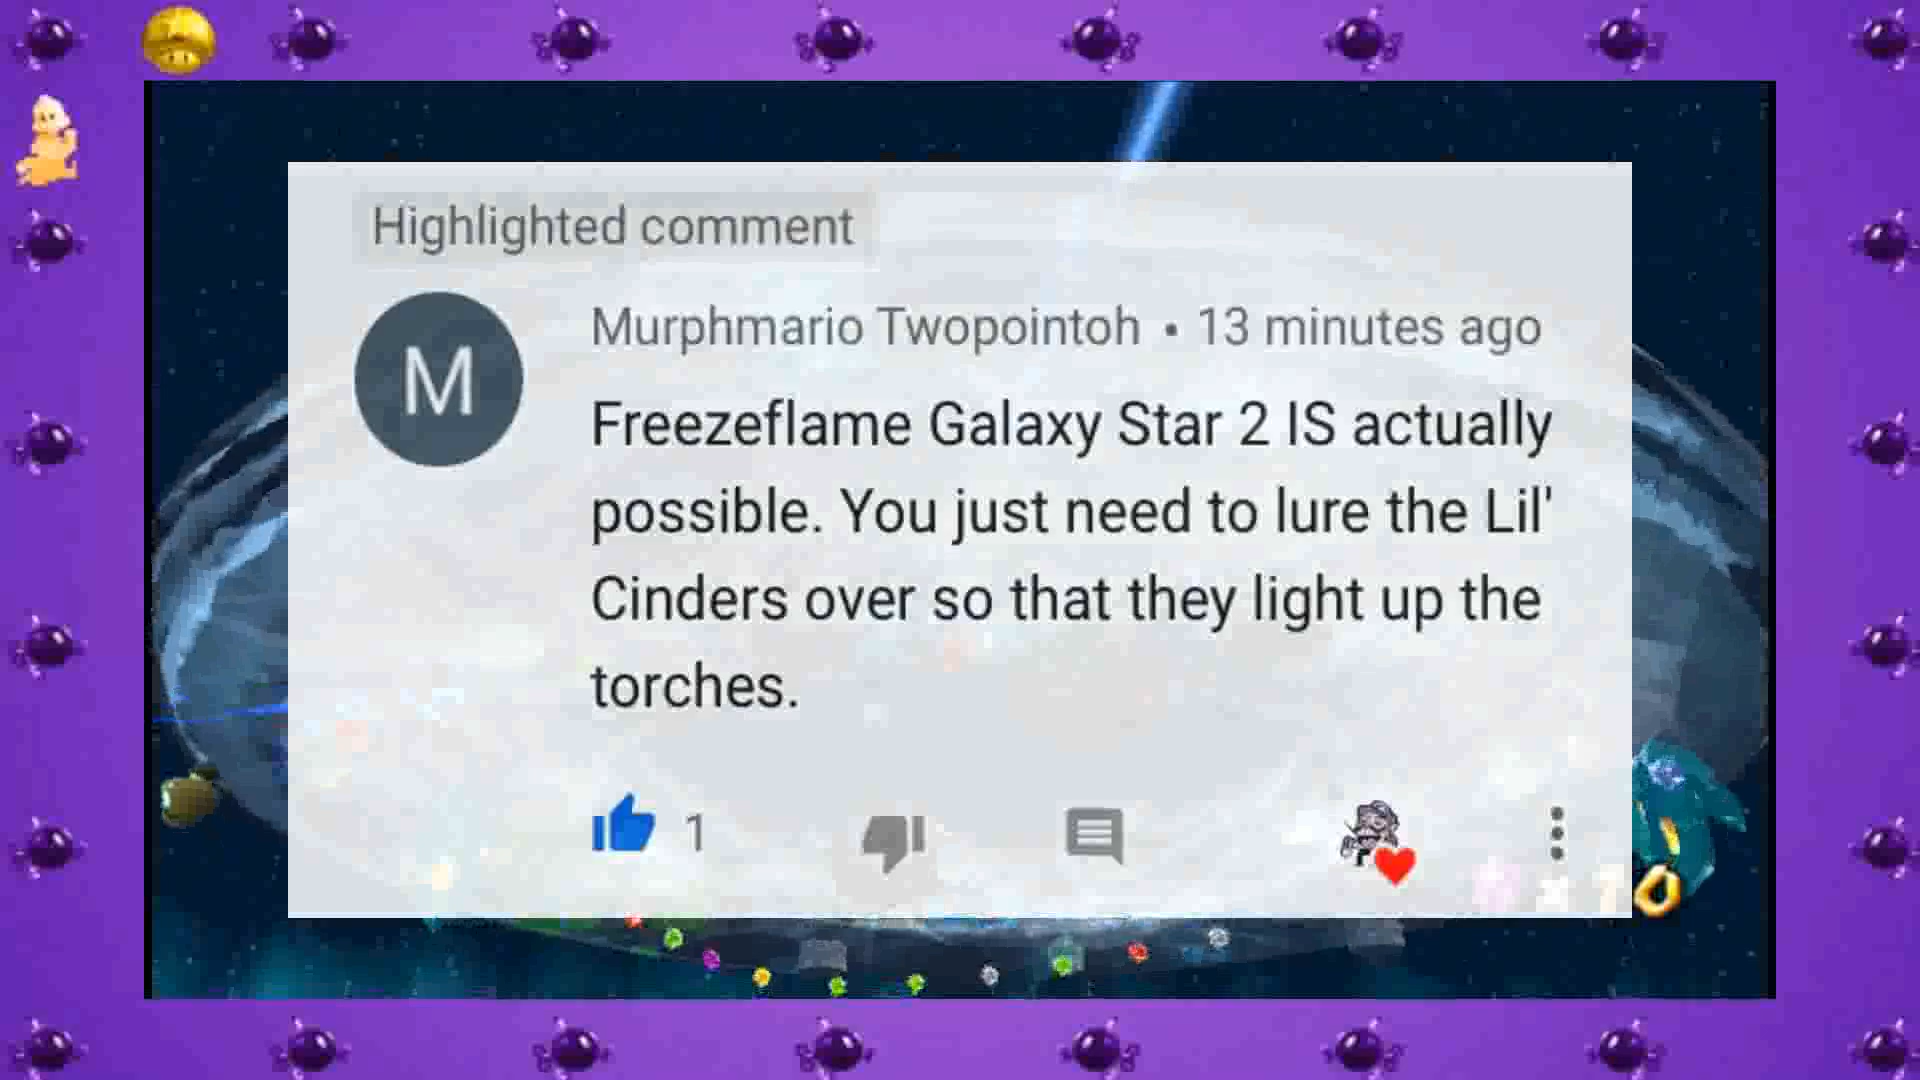 Highlighted comment
Murphmario Twopointoh • 13 minutes ago
Freezeflame Galaxy Star 2 IS actually
possible. You just need to lure the Lil'
Cinders over so that they light up the
torches.
1
x 10